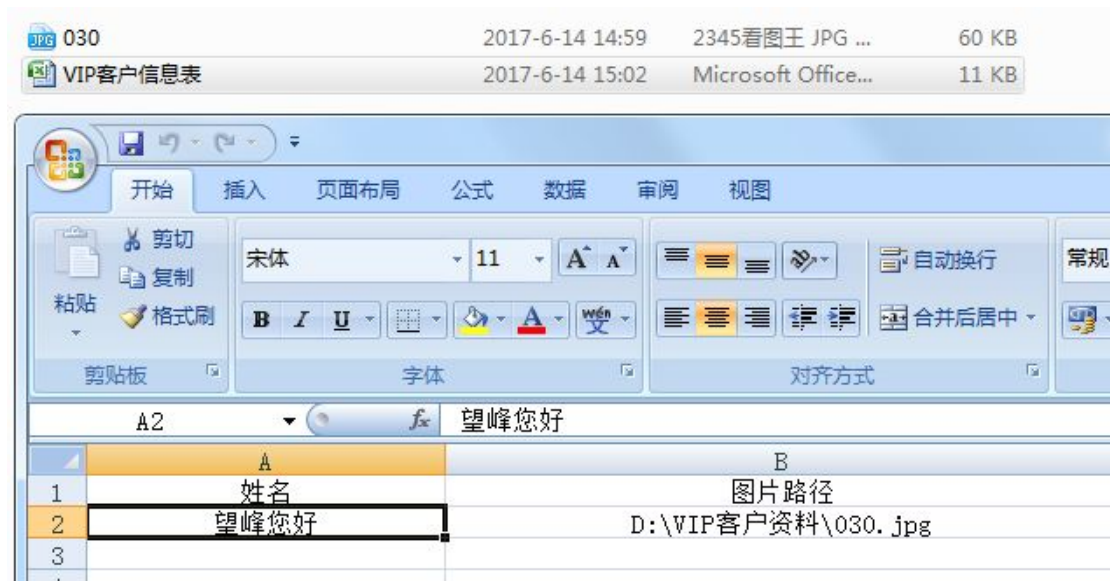 030 2017-6-14 14:59 2345看图王 JPG ... 60 KB
VIP客户信息表 2017-6-14 15:02 Microsoft Office... 11 KB
开始 插入 页面布局 公式 数据 审阅 视图
剪切
复制
格式刷
粘贴
宋体 11 A A
自动换行
常规
B I U A wén 文
合并后居中
剪贴板 字体 对齐方式
A2 fx 望峰您好
A B
1 姓名 图片路径
2 望峰您好 D:\VIP客户资料\030.jpg
3